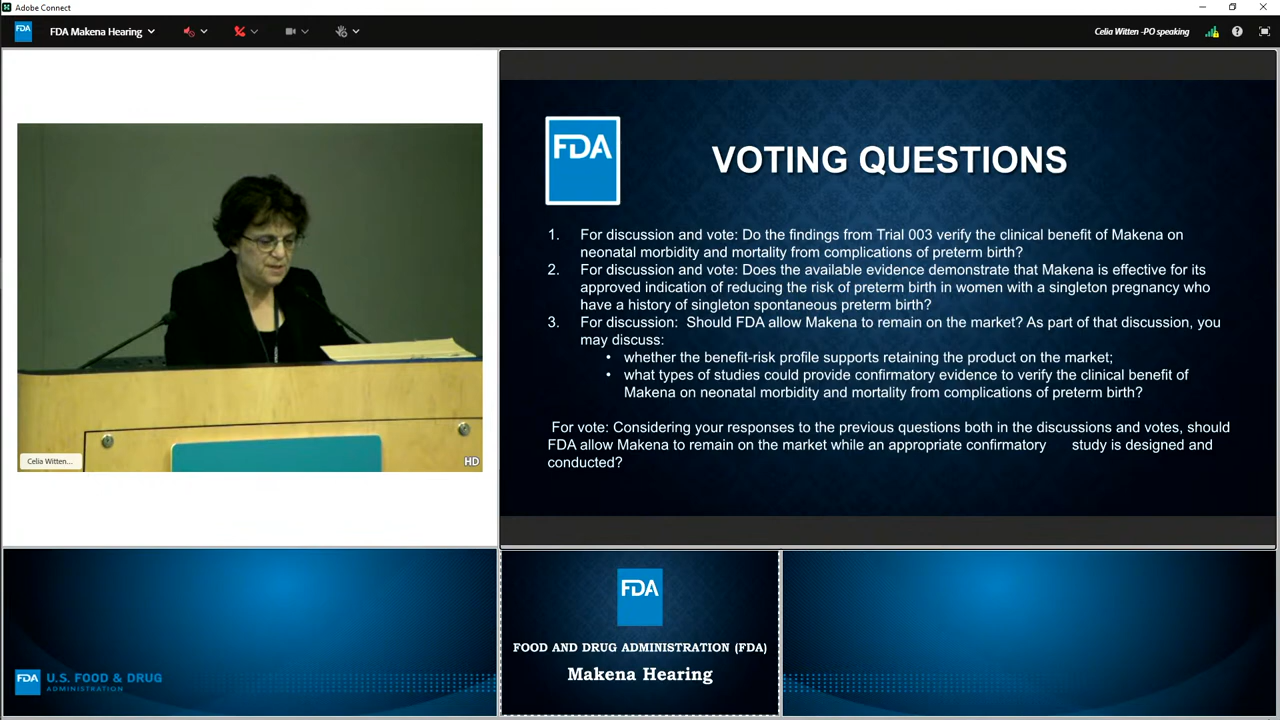 Adobe Connect
FDA
FDA Makena Hearing
Celia Witten -PO speaking
Celia Witten...
HD
FDA
VOTING QUESTIONS
1. For discussion and vote: Do the findings from Trial 003 verify the clinical benefit of Makena on
neonatal morbidity and mortality from complications of preterm birth?
2. For discussion and vote: Does the available evidence demonstrate that Makena is effective for its
approved indication of reducing the risk of preterm birth in women with a singleton pregnancy who
have a history of singleton spontaneous preterm birth?
3. For discussion: Should FDA allow Makena to remain on the market? As part of that discussion, you
may discuss:
• whether the benefit-risk profile supports retaining the product on the market;
• what types of studies could provide confirmatory evidence to verify the clinical benefit of
Makena on neonatal morbidity and mortality from complications of preterm birth?
For vote: Considering your responses to the previous questions both in the discussions and votes, should
FDA allow Makena to remain on the market while an appropriate confirmatory study is designed and
conducted?
FDA U.S. FOOD & DRUG
ADMINISTRATION
FDA
FOOD AND DRUG ADMINISTRATION (FDA)
Makena Hearing